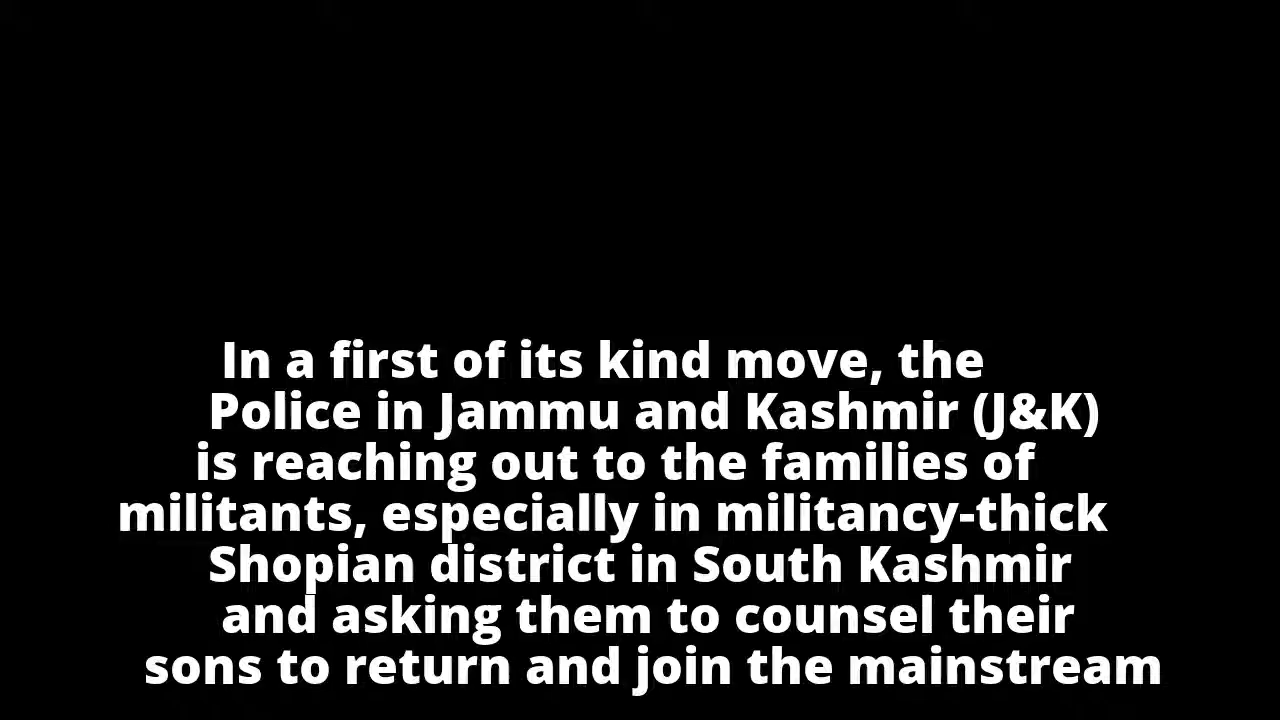 In a first of its kind move, the
Police in Jammu and Kashmir (J&K)
is reaching out to the families of
militants, especially in militancy-thick
Shopian district in South Kashmir
and asking them to counsel their
sons to return and join the mainstream